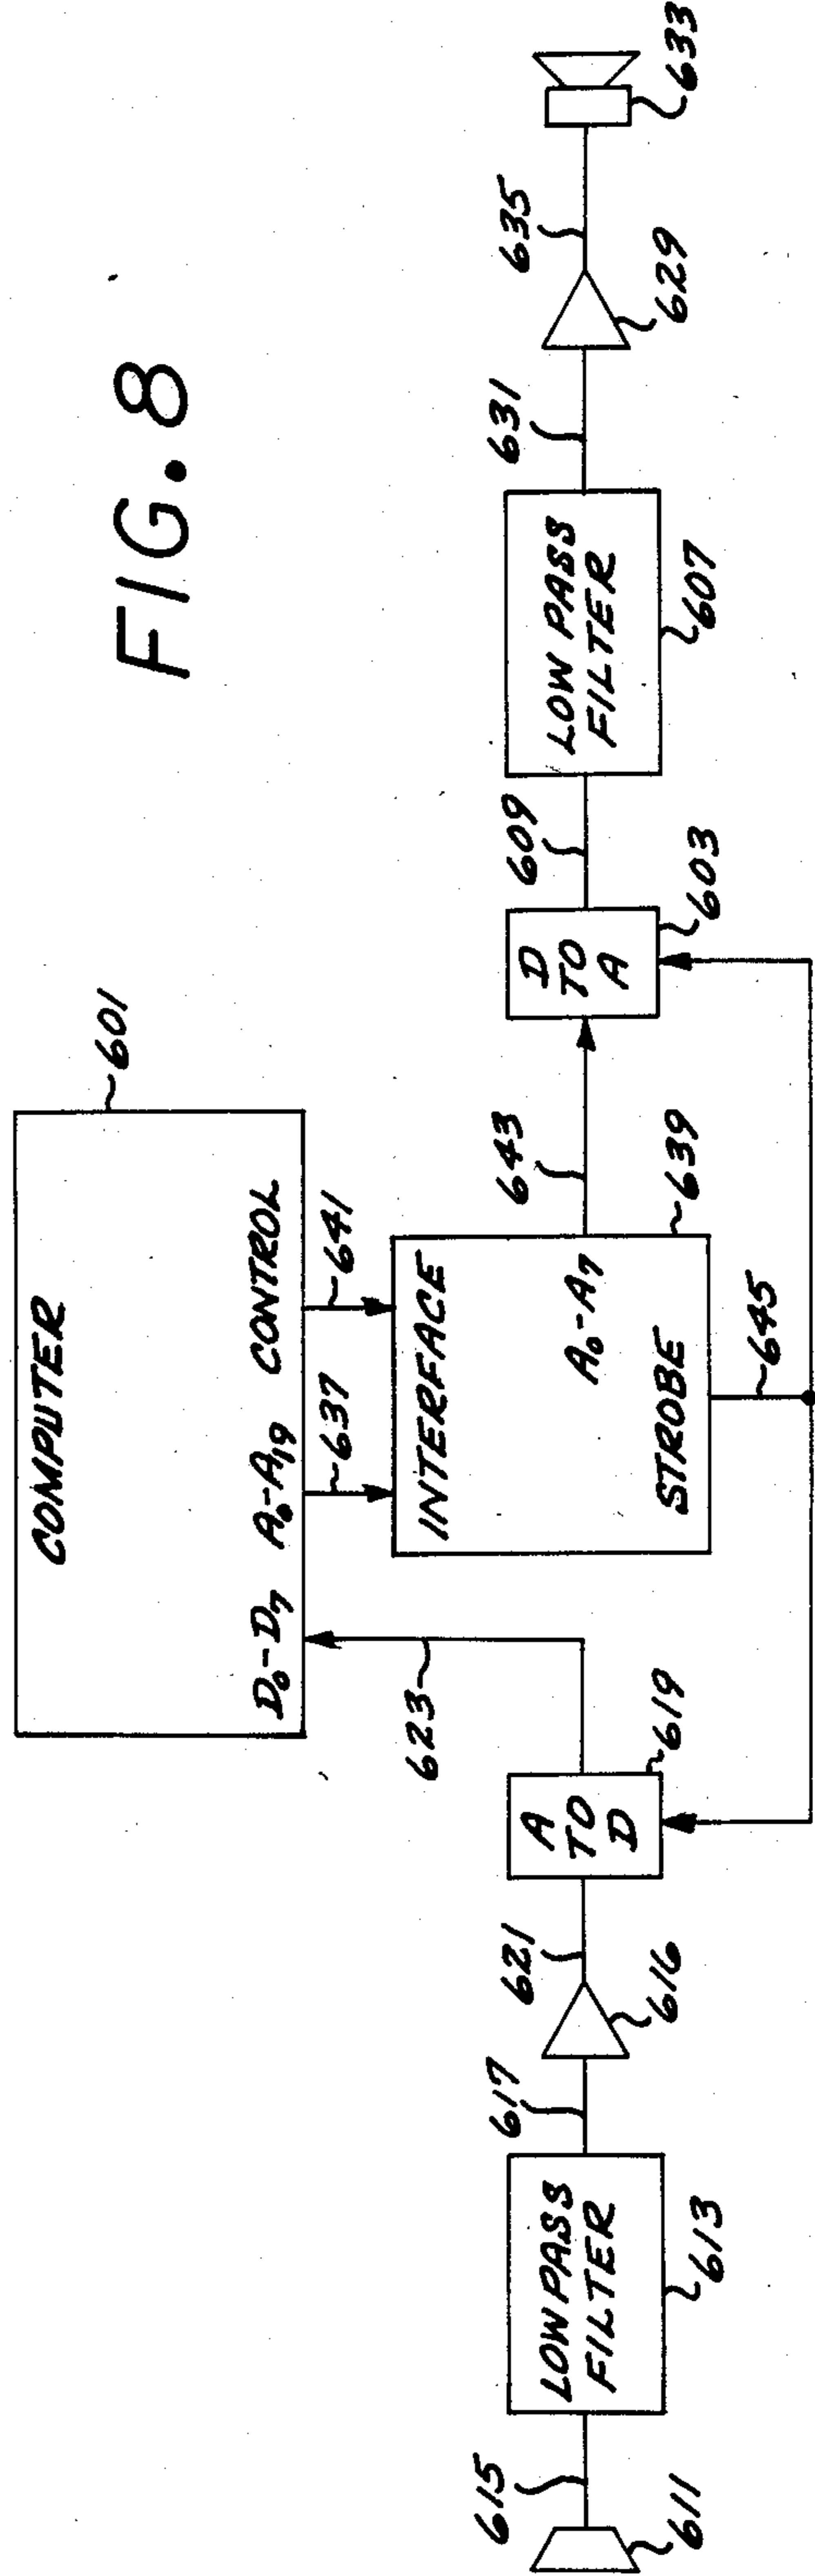 FIG. 8
COMPUTER
601
D₀-D₇ A₀-A₁₉ CONTROL
623
637
641
INTERFACE
A₀-A₇
STROBE
639
643
645
615
611
LOW PASS
FILTER
613
617
616
621
A
TO
D
619
D
TO
A
603
609
LOW PASS
FILTER
607
631
629
635
633